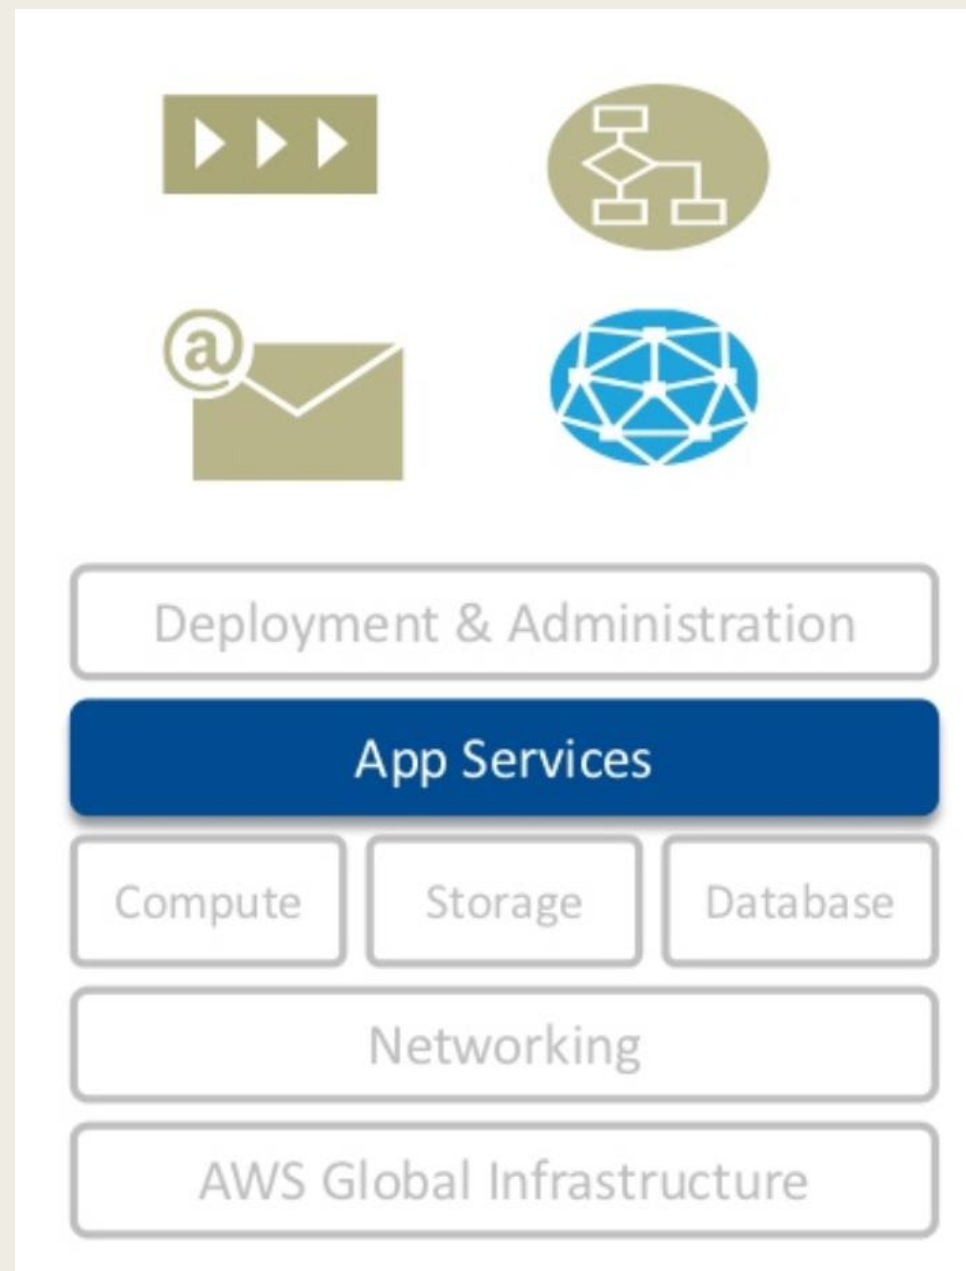 @
Deployment & Administration
App Services
Compute Storage Database
Networking
AWS Global Infrastructure